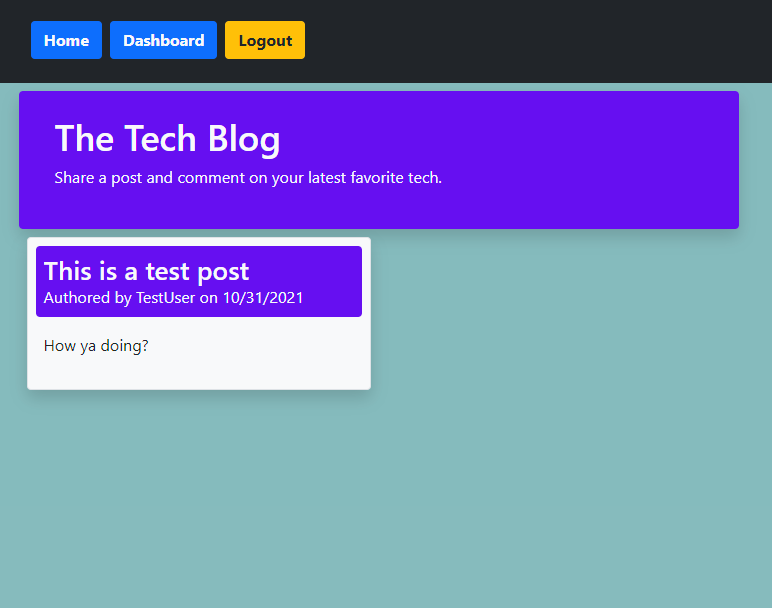 Home Dashboard Logout
The Tech Blog
Share a post and comment on your latest favorite tech.
This is a test post
Authored by TestUser on 10/31/2021
How ya doing?